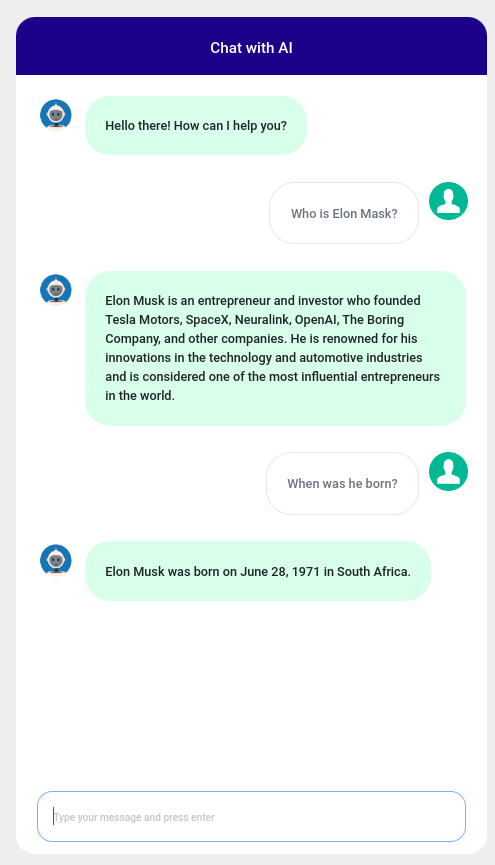 Chat with AI
Hello there! How can I help you?
Who is Elon Mask?
Elon Musk is an entrepreneur and investor who founded
Tesla Motors, SpaceX, Neuralink, OpenAI, The Boring
Company, and other companies. He is renowned for his
innovations in the technology and automotive industries
and is considered one of the most influential entrepreneurs
in the world.
When was he born?
Elon Musk was born on June 28, 1971 in South Africa.
Type your message and press enter